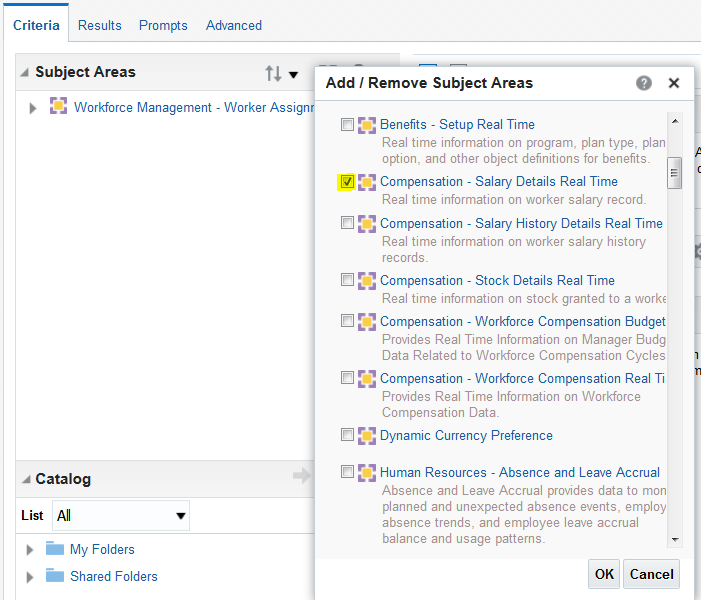 Criteria Results Prompts Advanced
Subject Areas
Workforce Management - Worker Assignm
Add / Remove Subject Areas
Benefits - Setup Real Time
Real time information on program, plan type, plan
option, and other object definitions for benefits.
Compensation - Salary Details Real Time
Real time information on worker salary record.
Compensation - Salary History Details Real Time
Real time information on worker salary history
records.
Compensation - Stock Details Real Time
Real time information on stock granted to a worke
Compensation - Workforce Compensation Budget
Provides Real Time Information on Manager Budg
Data Related to Workforce Compensation Cycles
Compensation - Workforce Compensation Real Ti
Provides Real Time Information on Workforce
Compensation Data.
Dynamic Currency Preference
Human Resources - Absence and Leave Accrual
Absence and Leave Accrual provides data to mon
planned and unexpected absence events, employ
absence trends, and employee leave accrual
balance and usage patterns.
OK Cancel
Catalog
List All
My Folders
Shared Folders